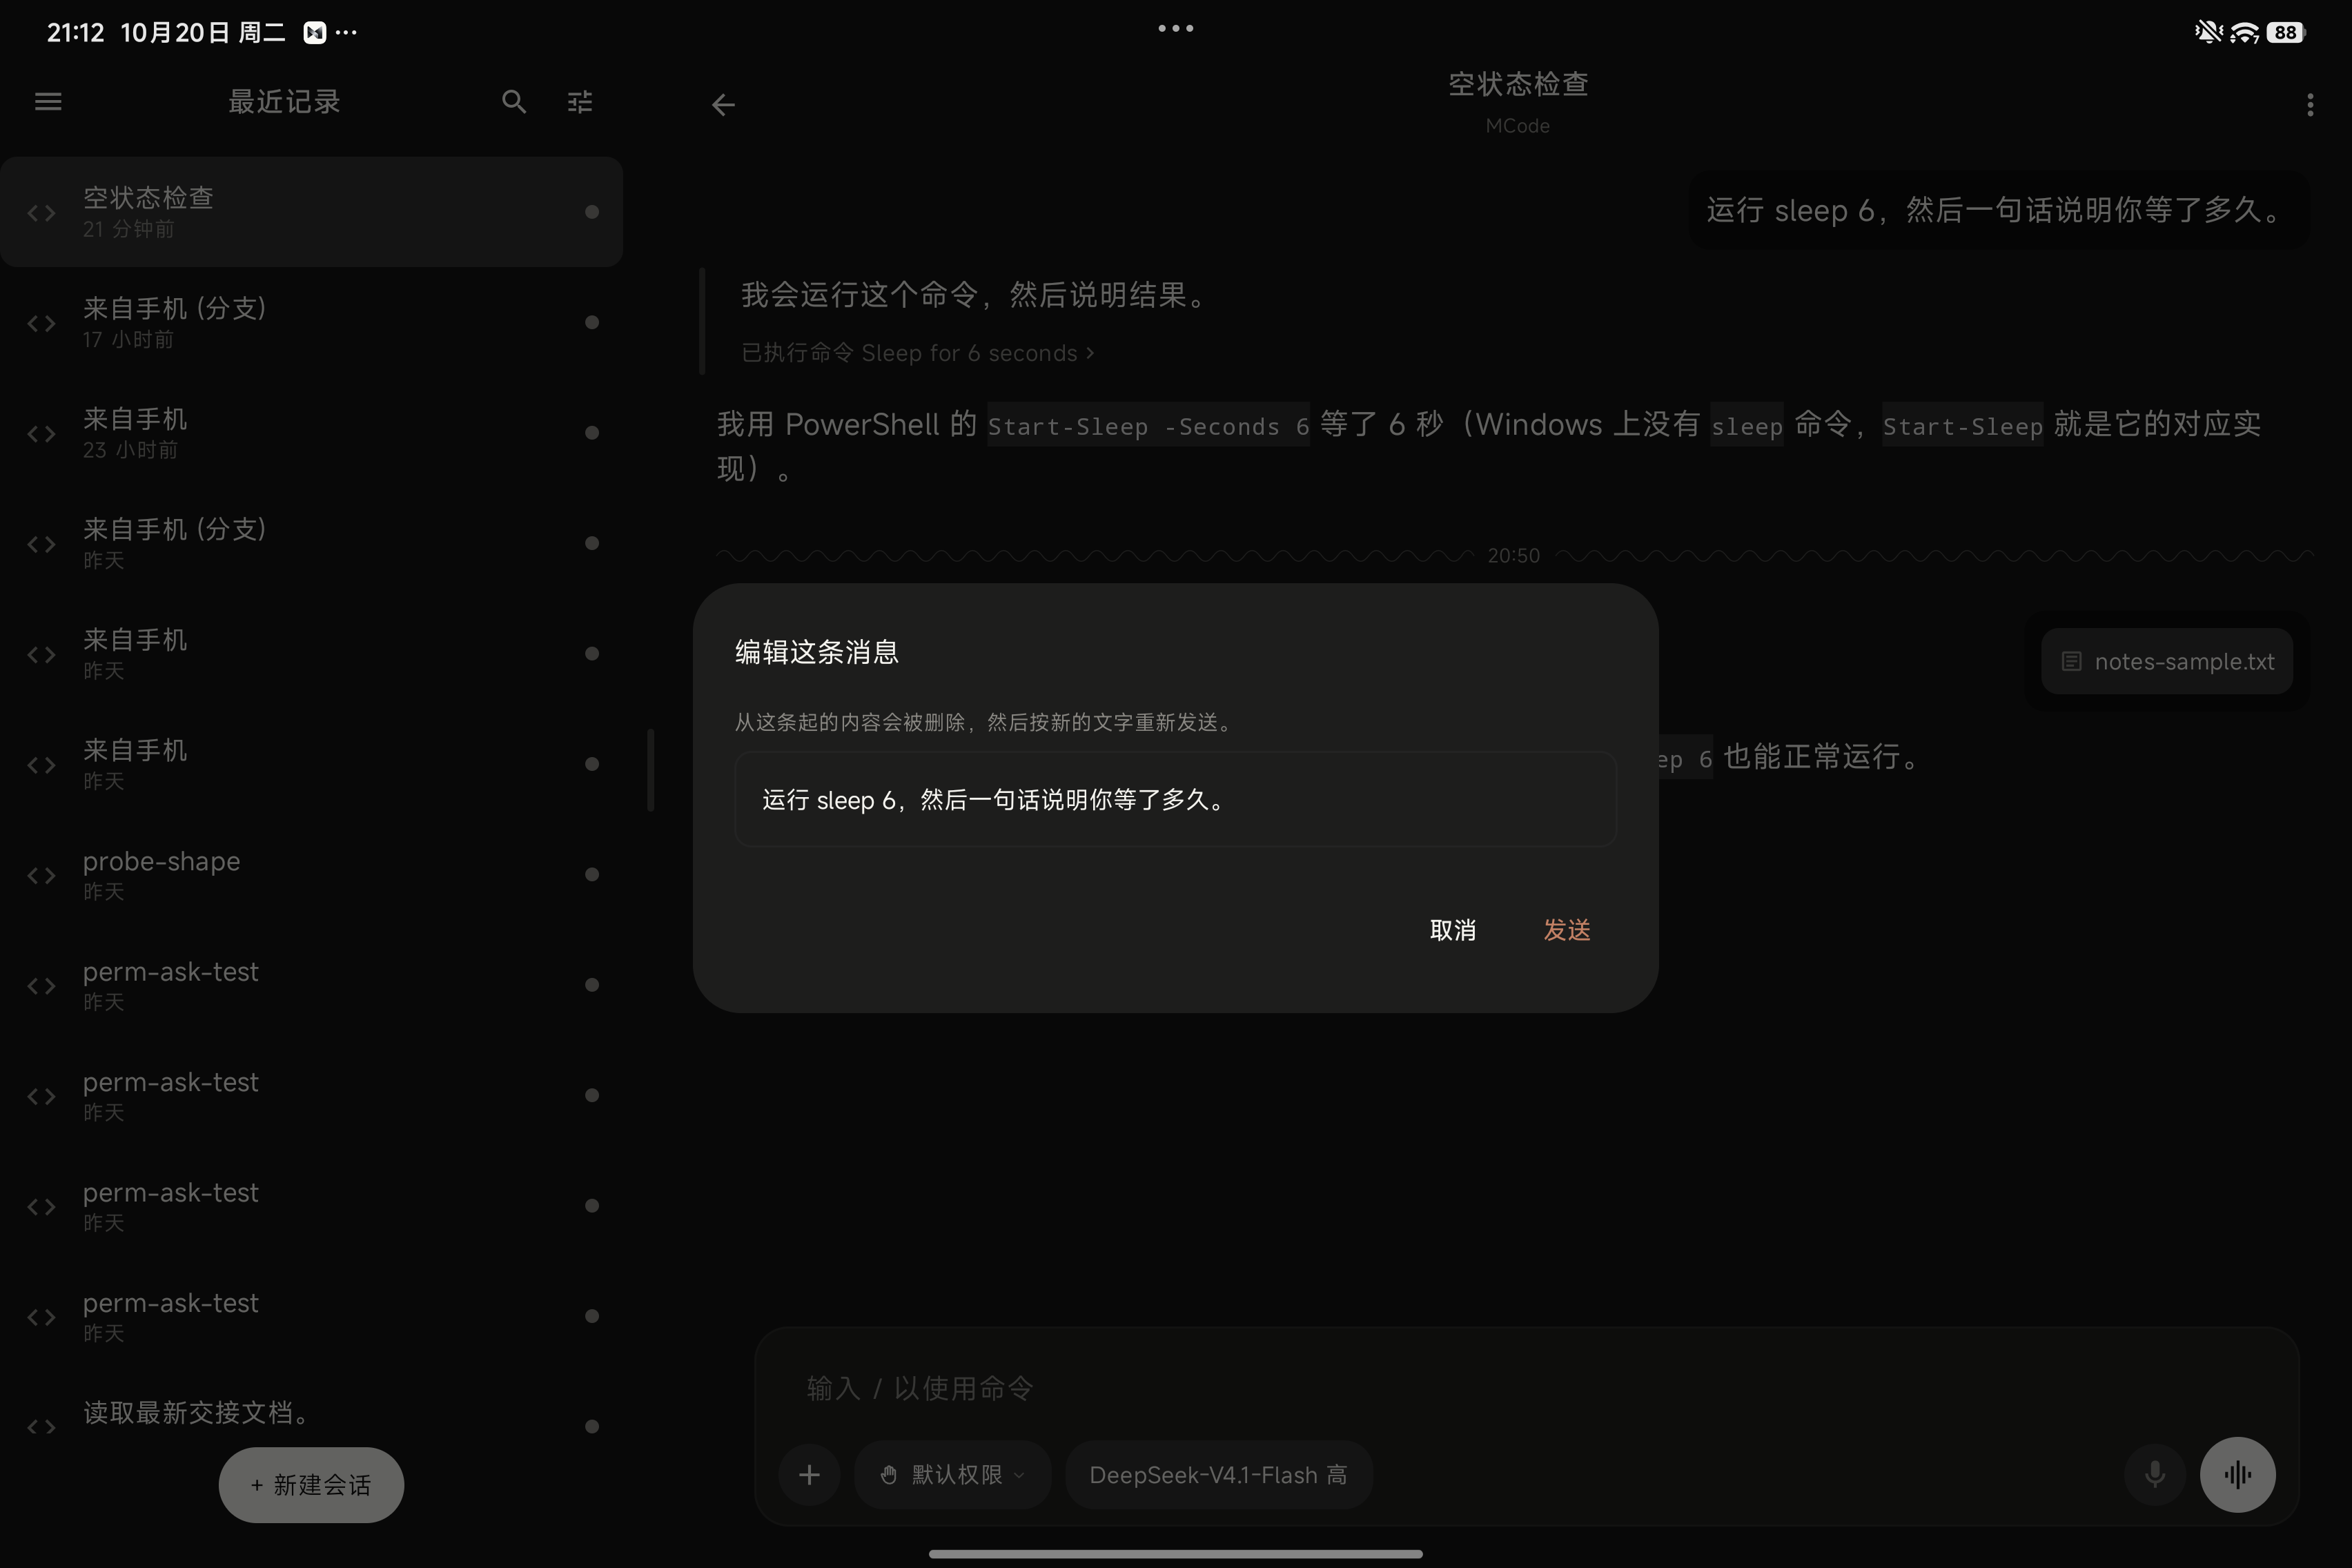 21:12 10月20日 周二
88
最近记录
空状态检查
21 分钟前
来自手机 (分支)
17 小时前
来自手机
23 小时前
来自手机 (分支)
昨天
来自手机
昨天
来自手机
昨天
probe-shape
昨天
perm-ask-test
昨天
perm-ask-test
昨天
perm-ask-test
昨天
perm-ask-test
昨天
读取最新交接文档。
+ 新建会话
空状态检查
MCode
运行 sleep 6，然后一句话说明你等了多久。
我会运行这个命令，然后说明结果。
已执行命令 Sleep for 6 seconds
我用 PowerShell 的 Start-Sleep -Seconds 6 等了 6 秒（Windows 上没有 sleep 命令，Start-Sleep 就是它的对应实
现）。
20:50
notes-sample.txt
ep 6 也能正常运行。
编辑这条消息
从这条起的内容会被删除，然后按新的文字重新发送。
运行 sleep 6，然后一句话说明你等了多久。
取消 发送
输入 / 以使用命令
默认权限 DeepSeek-V4.1-Flash 高